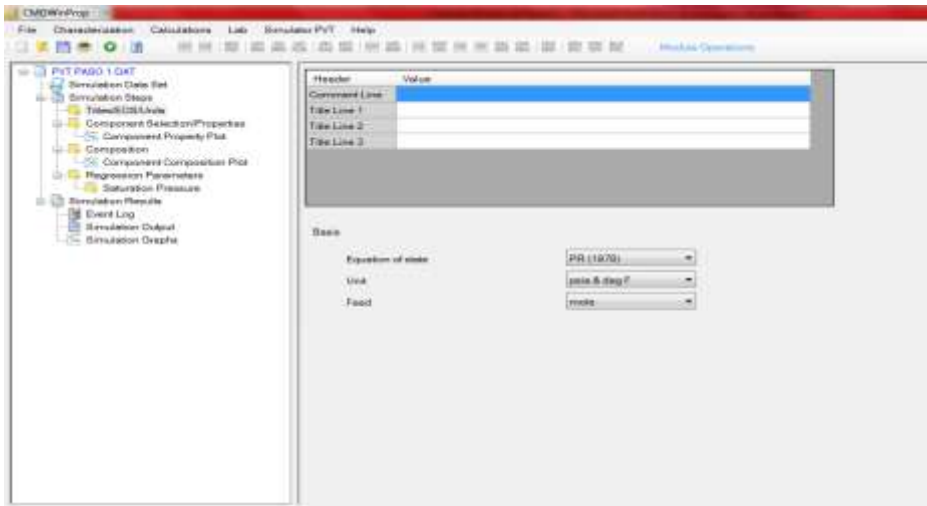 CMGWinProp
File Characterization Calculations Lab Simulator PVT Help
Module Operations
PVT PASO 1.DAT
Simulation Data Set
Simulation Steps
Titles/EOS/Units
Component Selection/Properties
Component Property Plot
Composition
Component Composition Plot
Regression Parameters
Saturation Pressure
Simulation Results
Event Log
Simulation Output
Simulation Graphs
Header Value
Comment Line
Title Line 1
Title Line 2
Title Line 3
Basis
Equation of state PR (1978)
Unit psia & deg F
Feed mole